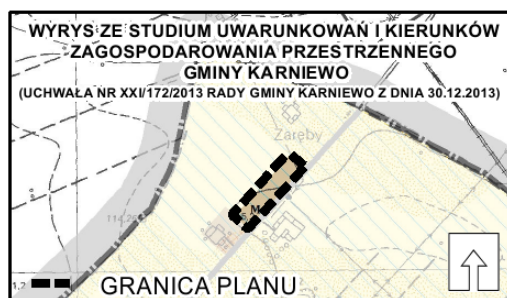 WYRYS ZE STUDIUM UWARUNKOWAŃ I KIERUNKÓW
ZAGOSPODAROWANIA PRZESTRZENNEGO
GMINY KARNIEWO
(UCHWAŁA NR XXI/172/2013 RADY GMINY KARNIEWO Z DNIA 30.12.2013)
Zaręby
M
GRANICA PLANU